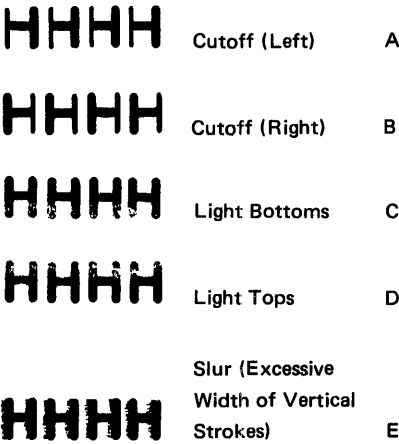 HHHH Cutoff (Left) A
HHHH Cutoff (Right) B
HHHH Light Bottoms C
HHHH Light Tops D
Slur (Excessive
Width of Vertical
HHHH Strokes) E